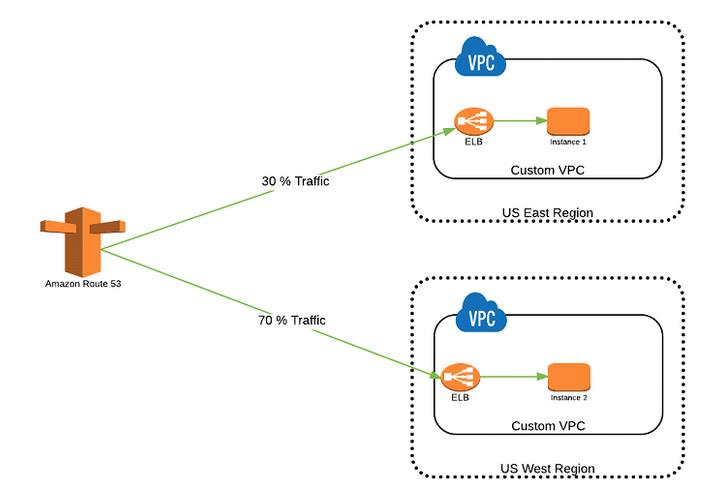 VPC
ELB
Instance 1
Custom VPC
US East Region
30 % Traffic
Amazon Route 53
70 % Traffic
VPC
ELB
Instance 2
Custom VPC
US West Region